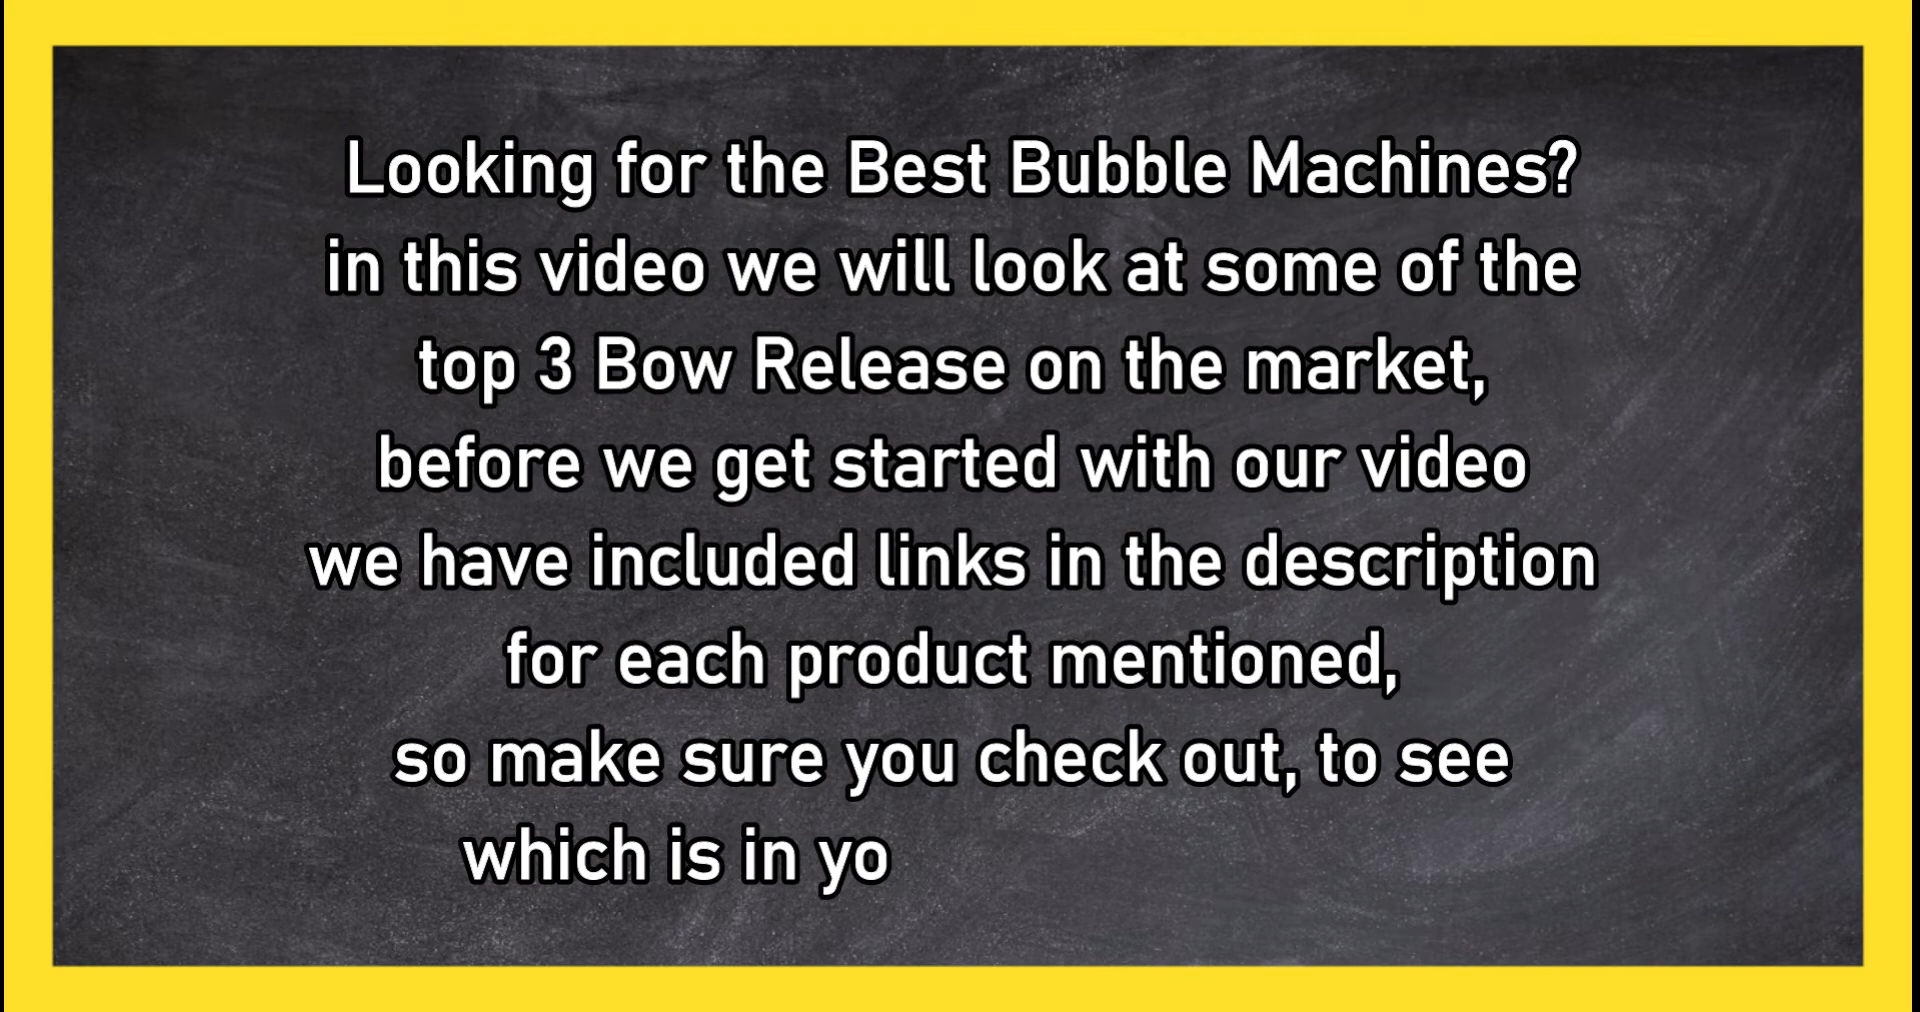 Looking for the Best Bubble Machines?
in this video we will look at some of the
top 3 Bow Release on the market,
before we get started with our video
we have included links in the description
for each product mentioned,
so make sure you check out, to see
which is in yo